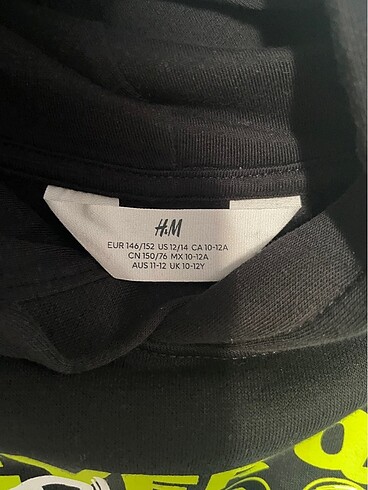 H&M
EUR 146/152 US 12/14 CA 10-12A
CN 150/76 MX 10-12A
AUS 11-12 UK 10-12Y